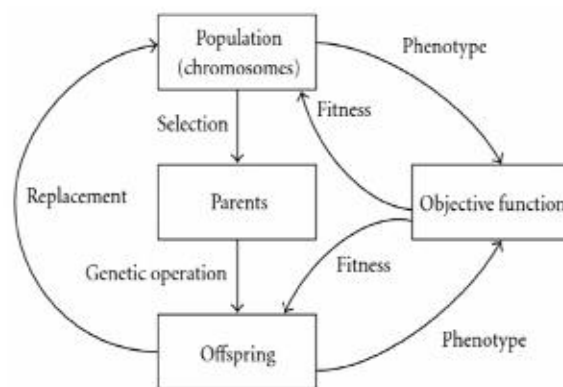 Population
(chromosomes)
Phenotype
Fitness
Selection
Replacement
Parents
Objective function
Genetic operation
Fitness
Offspring
Phenotype